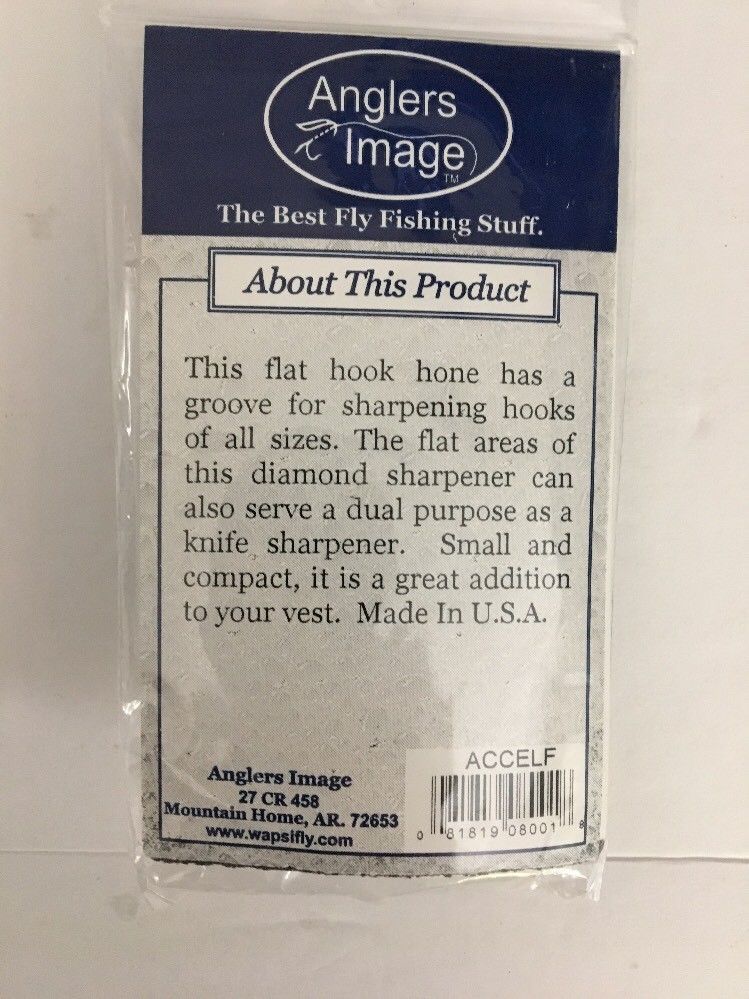 Anglers
Image
TM
The Best Fly Fishing Stuff.
About This Product
This flat hook hone has a
groove for sharpening hooks
of all sizes. The flat areas of
this diamond sharpener can
also serve a dual purpose as a
knife sharpener. Small and
compact, it is a great addition
to your vest. Made In U.S.A.
Anglers Image
27 CR 458
Mountain Home, AR. 72653
www.wapsifly.com
ACCELF
0 81819 08001 8